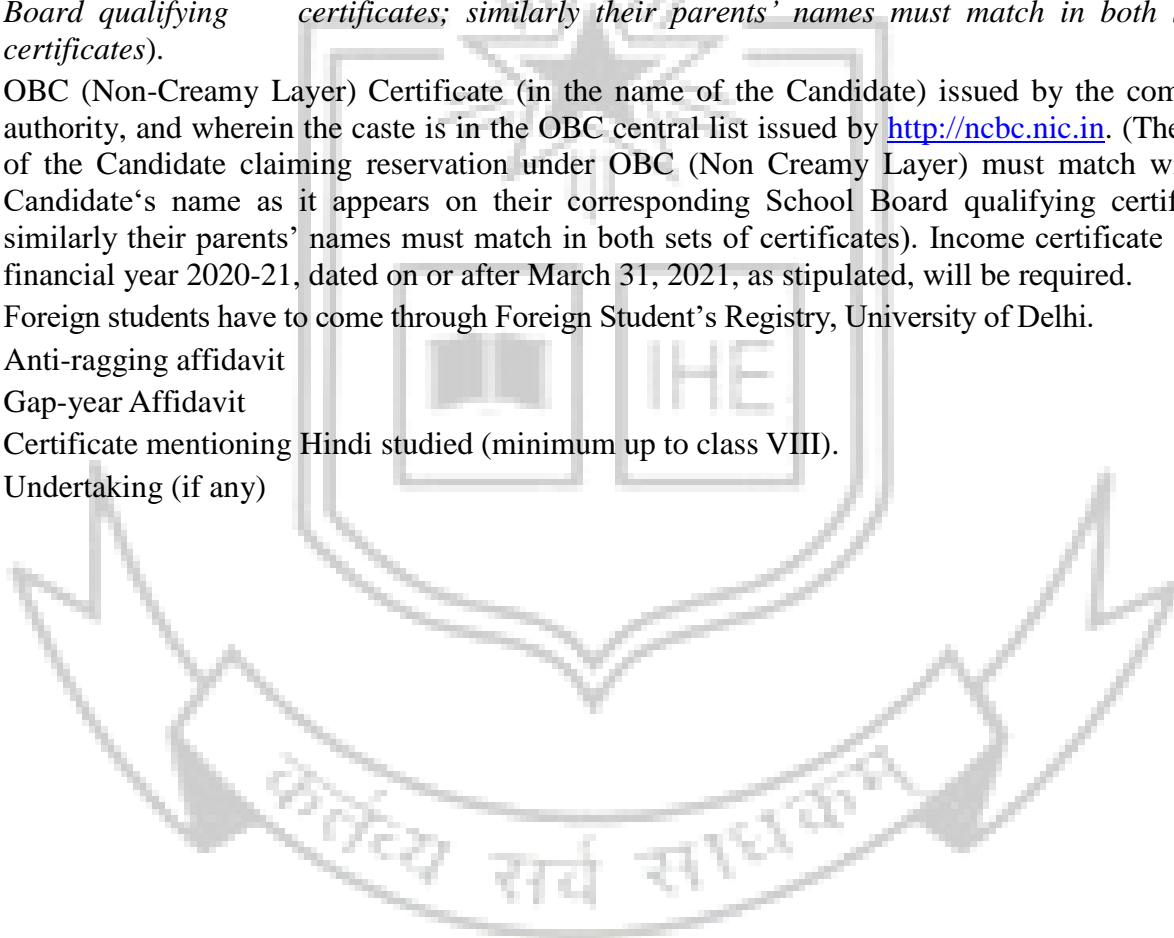 Board qualifying certificates; similarly their parents’ names must match in both
certificates).
OBC (Non-Creamy Layer) Certificate (in the name of the Candidate) issued by the com
authority, and wherein the caste is in the OBC central list issued by http://ncbc.nic.in. (The
of the Candidate claiming reservation under OBC (Non Creamy Layer) must match w
Candidate‘s name as it appears on their corresponding School Board qualifying certif
similarly their parents’ names must match in both sets of certificates). Income certificate
financial year 2020-21, dated on or after March 31, 2021, as stipulated, will be required.
Foreign students have to come through Foreign Student’s Registry, University of Delhi.
IHE
Anti-ragging affidavit
Gap-year Affidavit
Certificate mentioning Hindi studied (minimum up to class VIII).
Undertaking (if any)
कर्तव्य सर्व साधकम